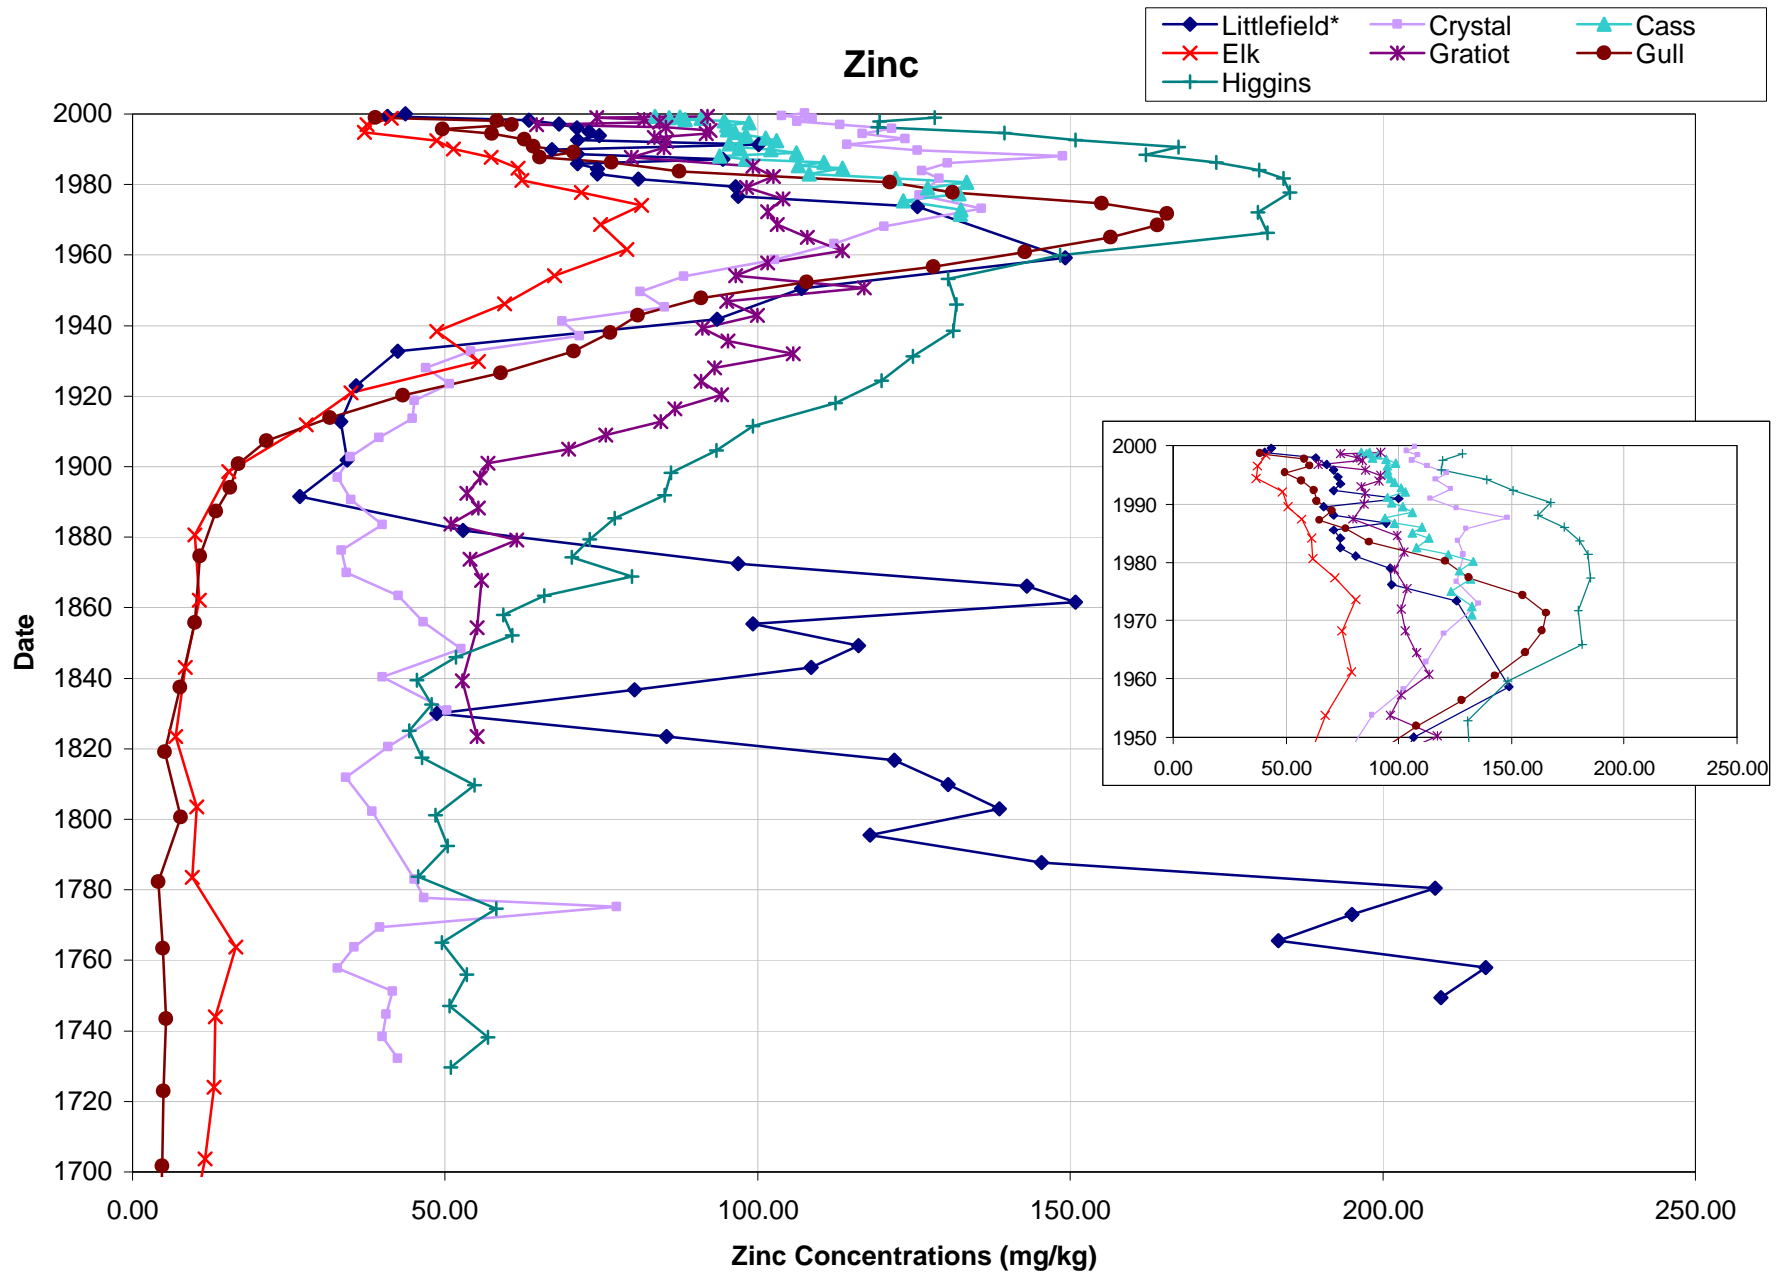 Littlefield* Crystal Cass
Elk Gratiot Gull
Higgins
Zinc
2000
1980
1960
1940
1920
1900
1880
1860
1840
1820
1800
1780
1760
1740
1720
1700
Date
2000
1990
1980
1970
1960
1950
0.00 50.00 100.00 150.00 200.00 250.00
0.00 50.00 100.00 150.00 200.00 250.00
Zinc Concentrations (mg/kg)